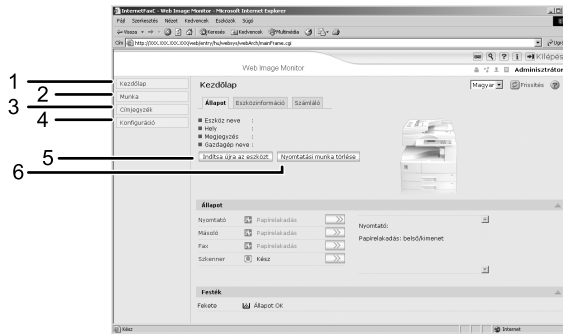 InternetFaxC - Web Image Monitor - Microsoft Internet Explorer
Fájl Szerkesztés Nézet Kedvencek Eszközök Súgó
Vissza Keresés Kedvencek Multimédia
Cím http://XXX.XXX.XXX.XXX/web/entry/hu/websys/webArch/mainFrame.cgi Ugrás
Kilépés
Web Image Monitor
Adminisztrátor
1 Kezdőlap
2 Munka
3 Címjegyzék
4 Konfiguráció
Kezdőlap
Magyar Frissítés
Állapot Eszközinformáció Számláló
Eszköz neve :
Hely :
Megjegyzés :
Gazdagép neve :
5 Indítsa újra az eszközt Nyomtatási munka törlése
6
Állapot
Nyomtató Papírelakadás
Másoló Papírelakadás
Fax Papírelakadás
Szkenner Kész
Nyomtató:
Papírelakadás: belső/kimenet
Festék
Fekete Állapot OK
Kész Internet